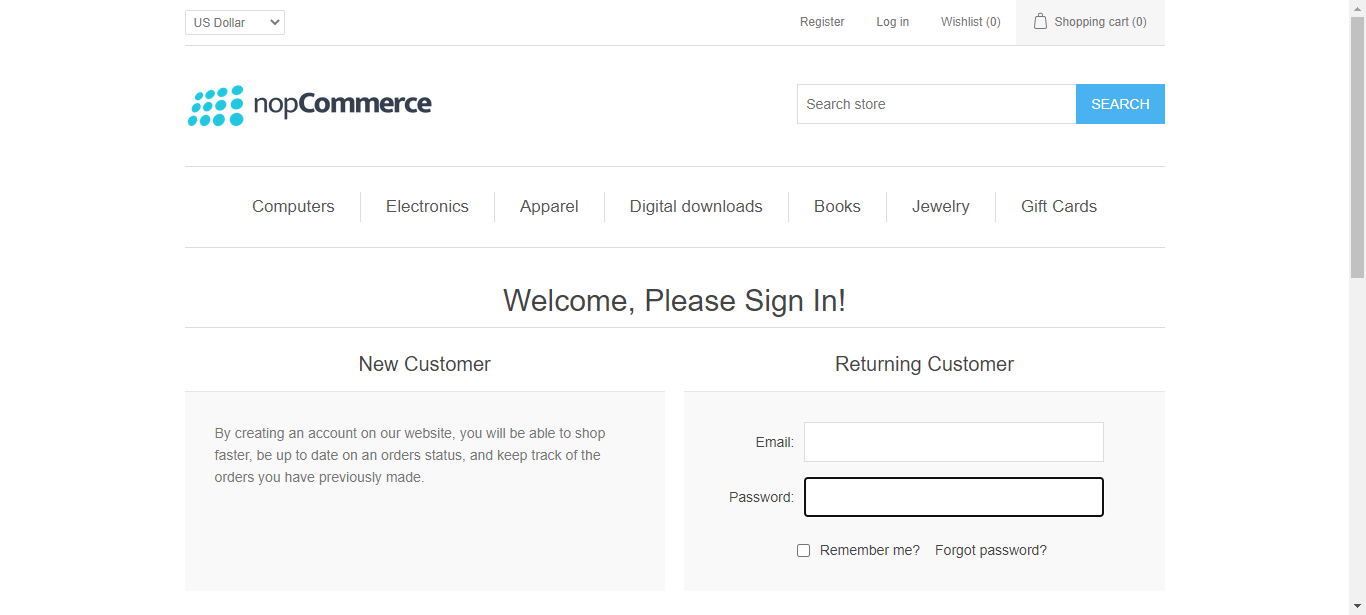 US Dollar
Register Log in Wishlist (0) Shopping cart (0)
nopCommerce
Search store SEARCH
Computers Electronics Apparel Digital downloads Books Jewelry Gift Cards
Welcome, Please Sign In!
New Customer
By creating an account on our website, you will be able to shop
faster, be up to date on an orders status, and keep track of the
orders you have previously made.
Returning Customer
Email:
Password:
Remember me? Forgot password?